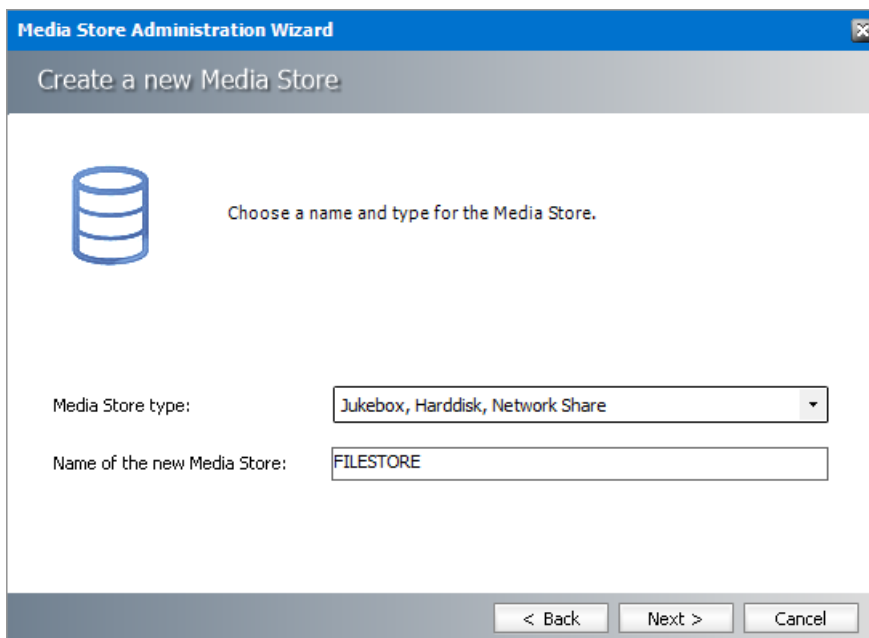 Media Store Administration Wizard
Create a new Media Store
Choose a name and type for the Media Store.
Media Store type: Jukebox, Harddisk, Network Share
Name of the new Media Store: FILESTORE
< Back Next > Cancel